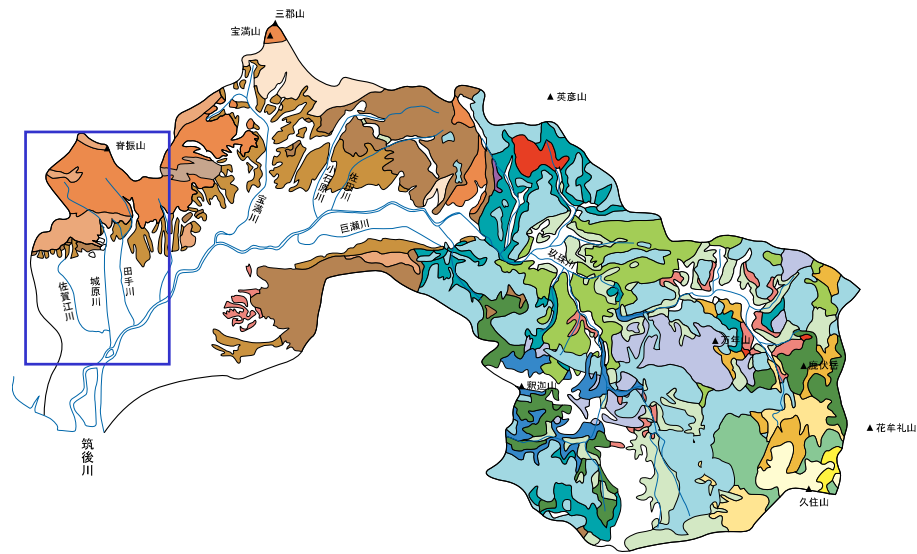 三郡山
宝満山
英彦山
脊振山
小石原川
佐田川
宝満川
巨瀬川
玖珠川
田手川
城原川
佐賀江川
万年山
鹿伏岳
釈迦山
花牟礼山
筑後川
久住山